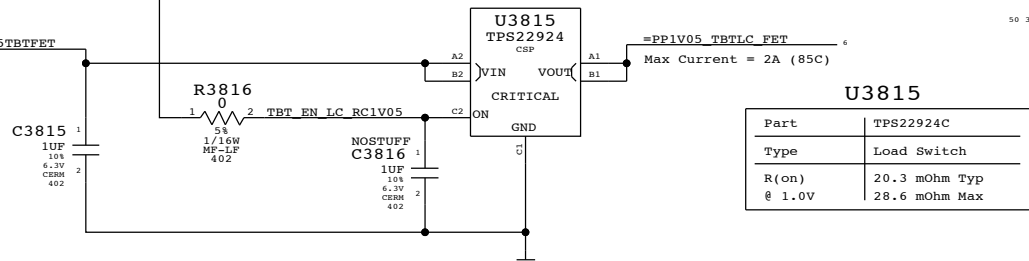 U3815
TPS22924
CSP
50 3
5TBTFET
A2
B2
VIN
VOUT
A1
B1
=PP1V05_TBTLC_FET
6
Max Current = 2A (85C)
CRITICAL
R3816
0
1
2
5%
1/16W
MF-LF
402
TBT_EN_LC_RC1V05
C2
ON
GND
C1
C3815
1
1UF
10%
6.3V
CERM
402
2
NOSTUFF
C3816
1
1UF
10%
6.3V
CERM
402
2
U3815
Part TPS22924C
Type Load Switch
R(on) 20.3 mOhm Typ
@ 1.0V 28.6 mOhm Max